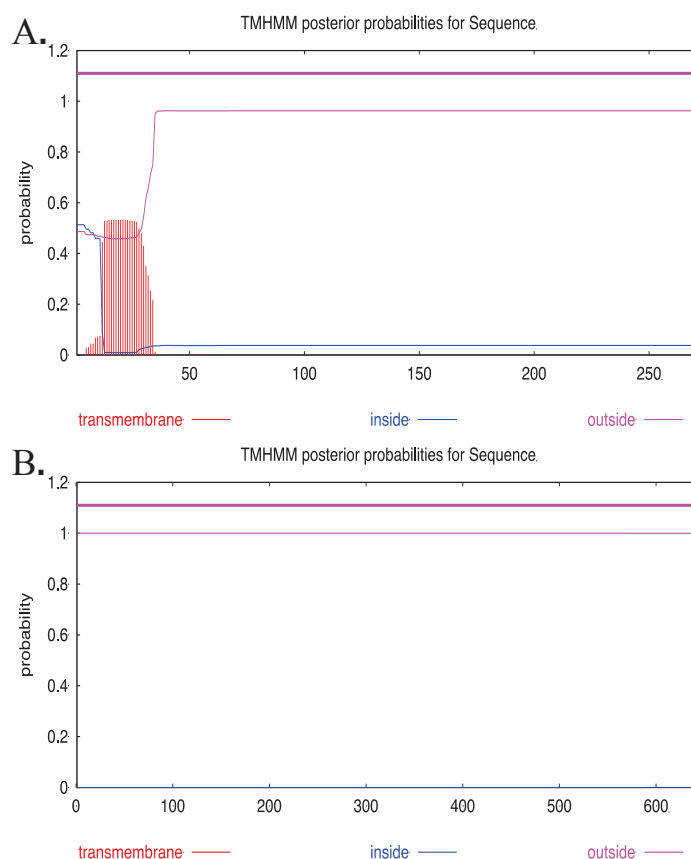 A.
TMHMM posterior probabilities for Sequence.
1.2
1
0.8
0.6
0.4
0.2
0
probability
50 100 150 200 250.
transmembrane inside outside
B.
TMHMM posterior probabilities for Sequence.
1.2
1
0.8
0.6
0.4
0.2
0
probability
0 100 200 300 400 500 600.
transmembrane inside outside